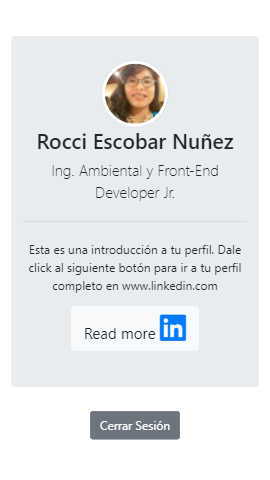 Rocci Escobar Nuñez
Ing. Ambiental y Front-End
Developer Jr.
Esta es una introducción a tu perfil. Dale
click al siguiente botón para ir a tu perfil
completo en www.linkedin.com
Read more in
Cerrar Sesión